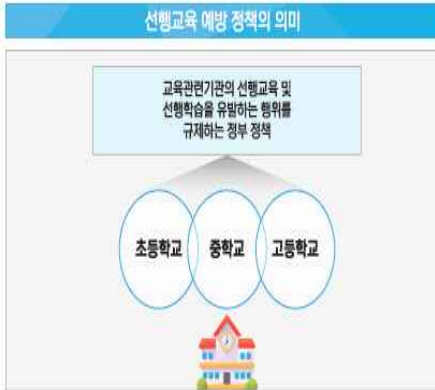 선행교육 예방 정책의 의미
교육관련기관의 선행교육 및
선행학습을 유발하는 행위를
규제하는 정부 정책
초등학교 중학교 고등학교